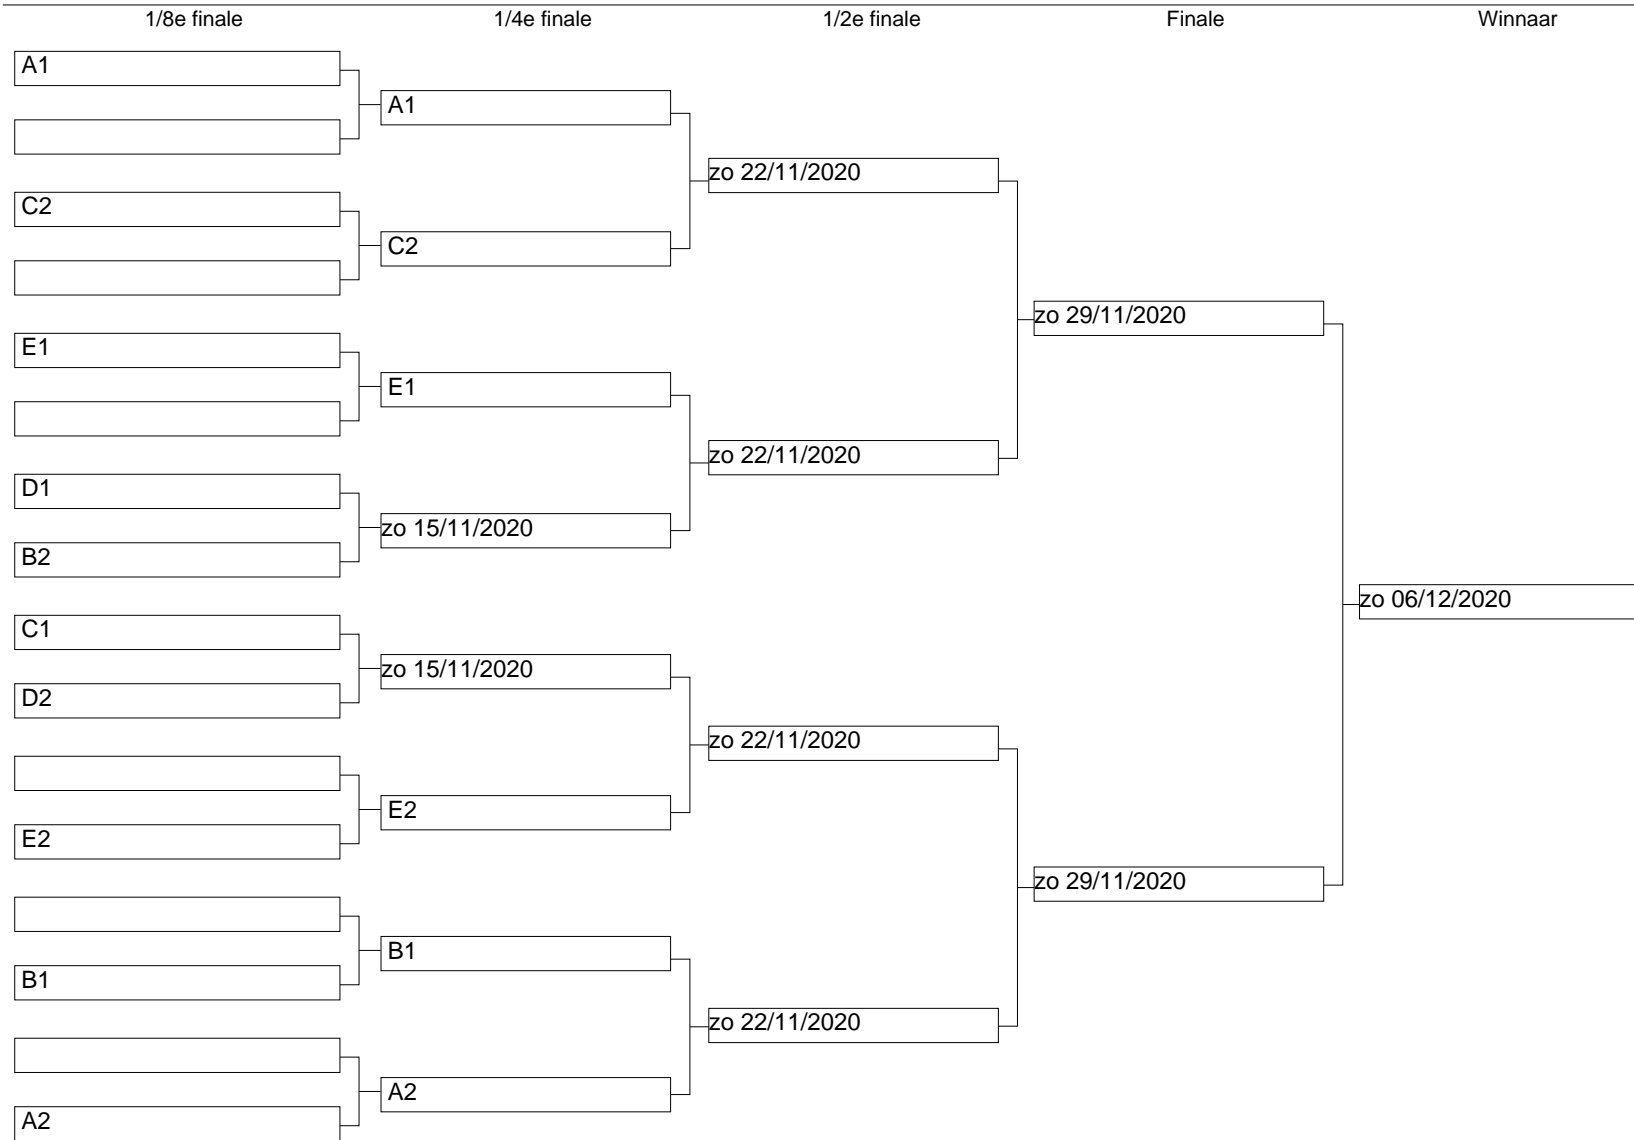 1/8e finale
1/4e finale
1/2e finale
Finale
Winnaar
A1
C2
E1
D1
B2
C1
D2
E2
B1
A2
A1
C2
E1
zo 15/11/2020
zo 15/11/2020
E2
B1
A2
zo 22/11/2020
zo 22/11/2020
zo 22/11/2020
zo 22/11/2020
zo 29/11/2020
zo 29/11/2020
zo 06/12/2020